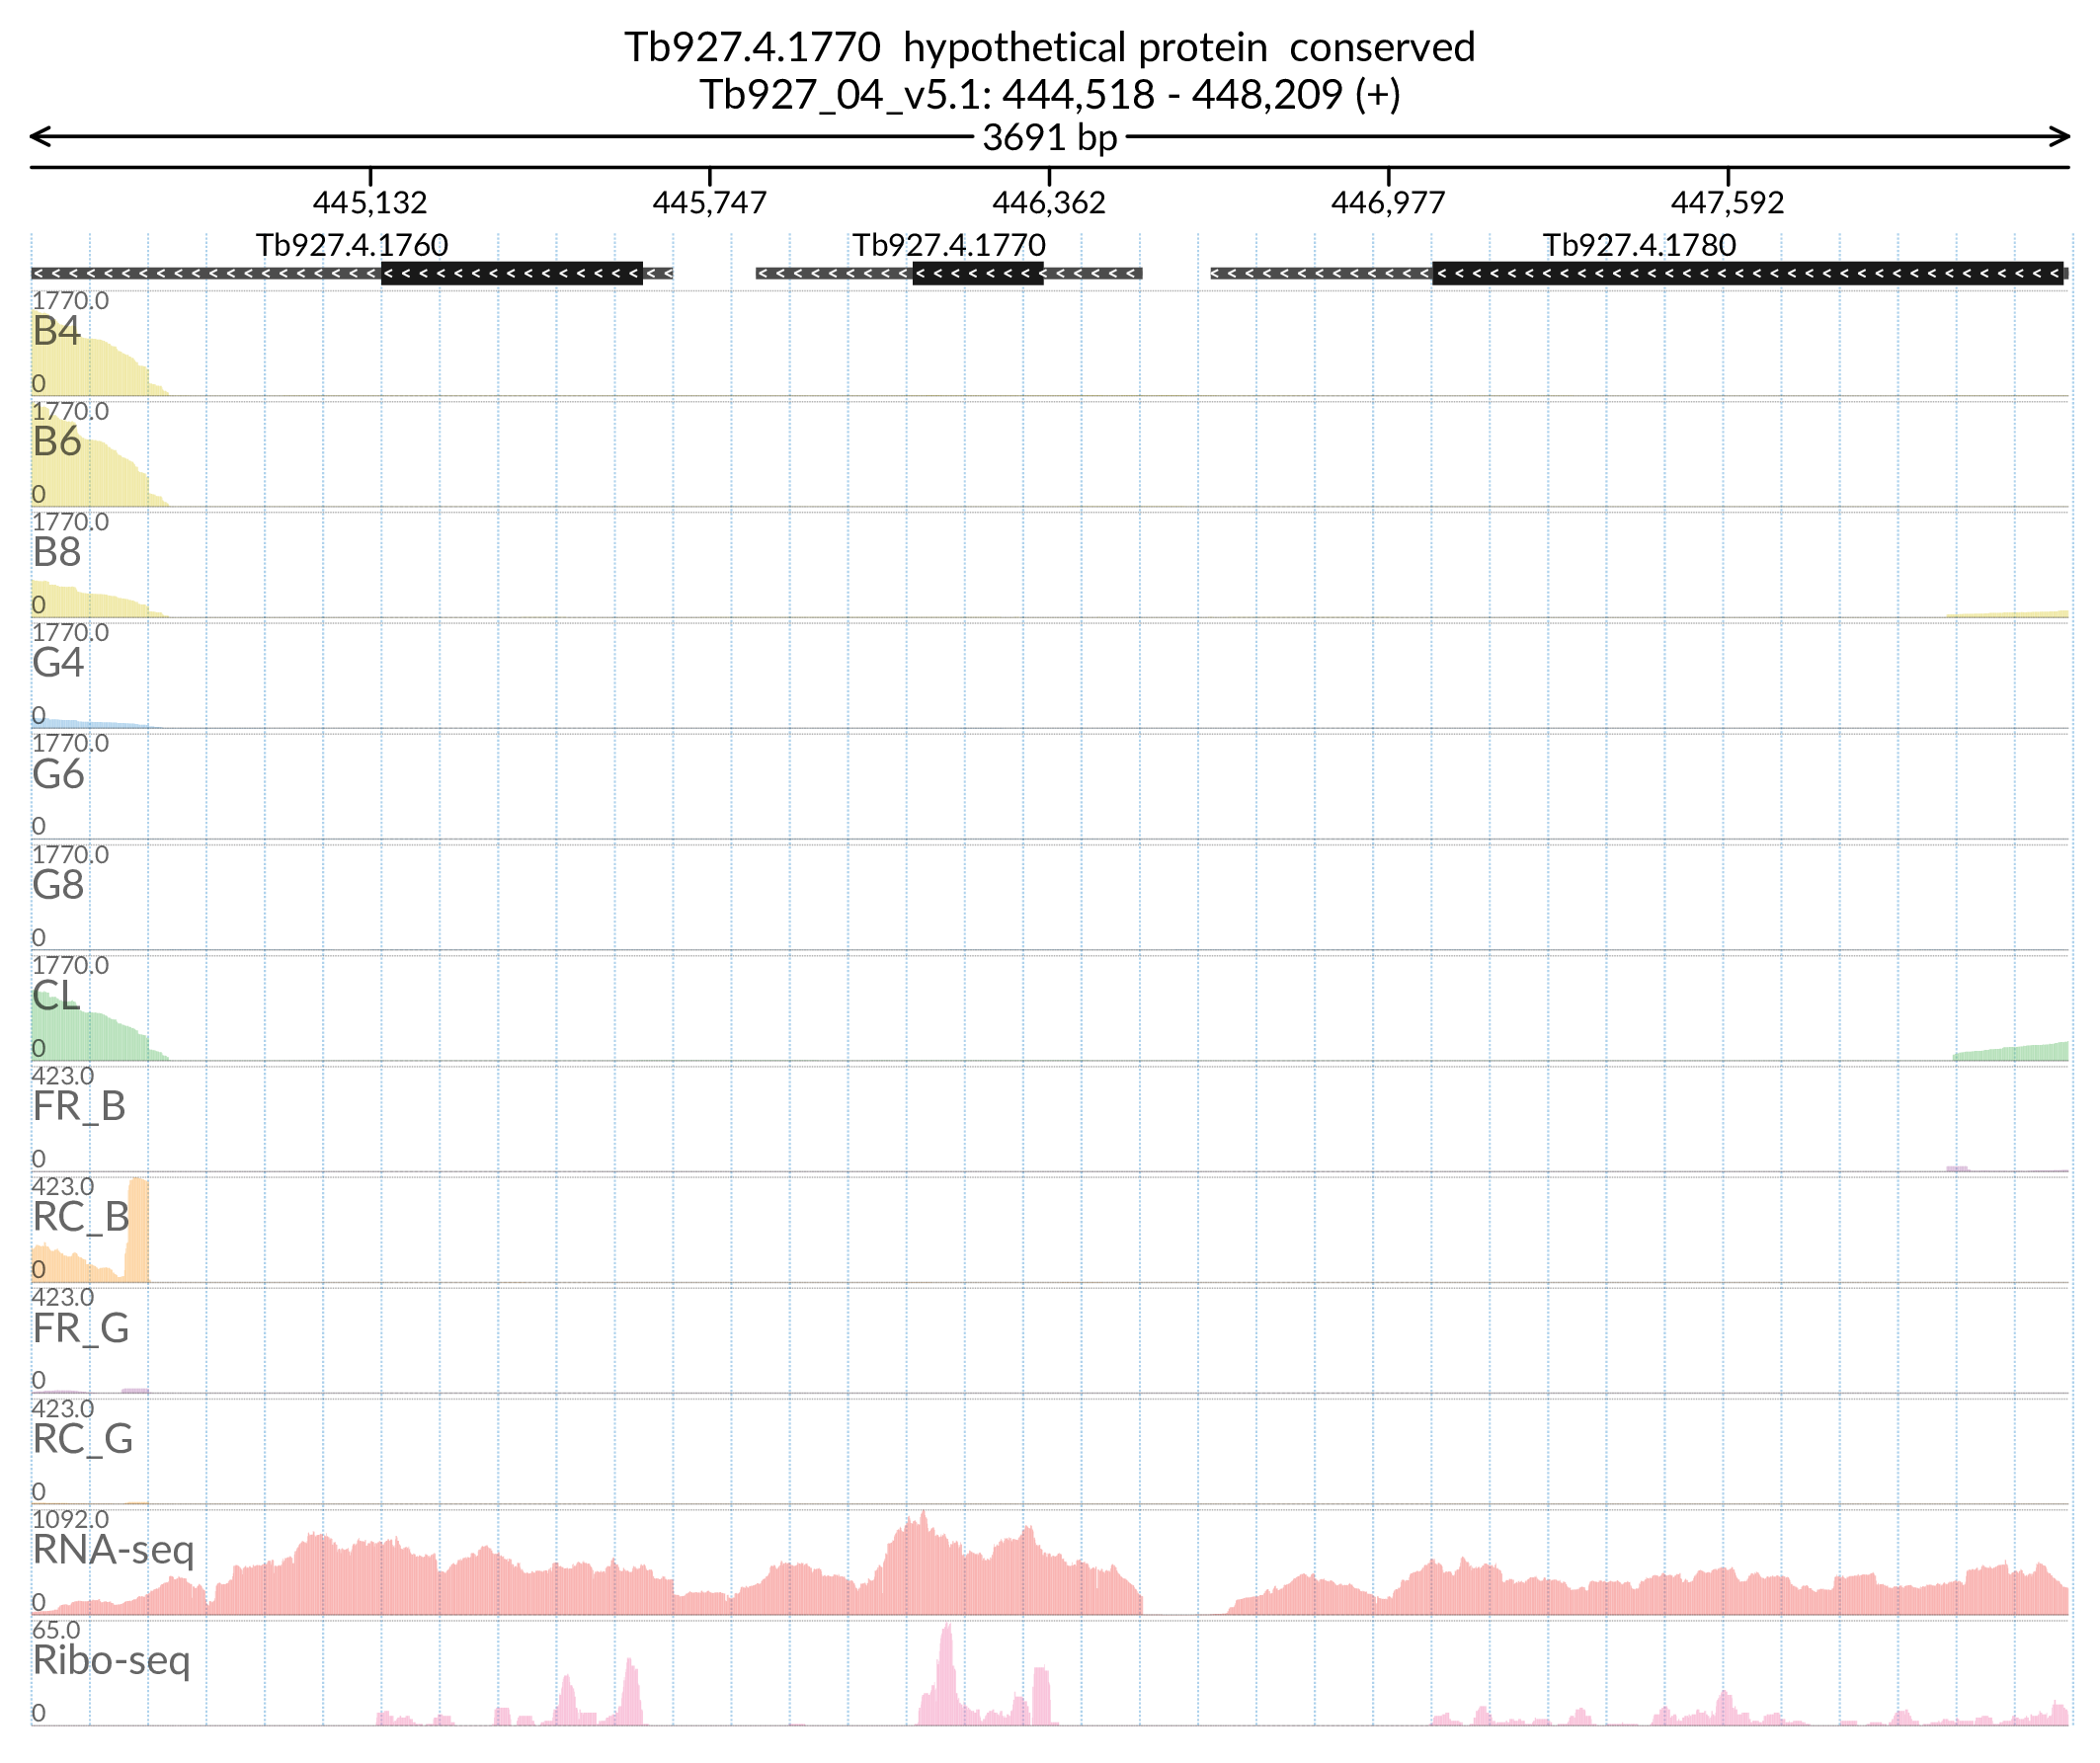 Tb927.4.1770  hypothetical protein  conserved
Tb927_04_v5.1: 444,518 - 448,209 (+)
3691 bp
445,132 445,747 446,362 446,977 447,592
Tb927.4.1760 Tb927.4.1770 Tb927.4.1780
1770.0
B4
0
1770.0
B6
0
1770.0
B8
0
1770.0
G4
0
1770.0
G6
0
1770.0
G8
0
1770.0
CL
0
423.0
FR_B
0
423.0
RC_B
0
423.0
FR_G
0
423.0
RC_G
0
1092.0
RNA-seq
0
65.0
Ribo-seq
0